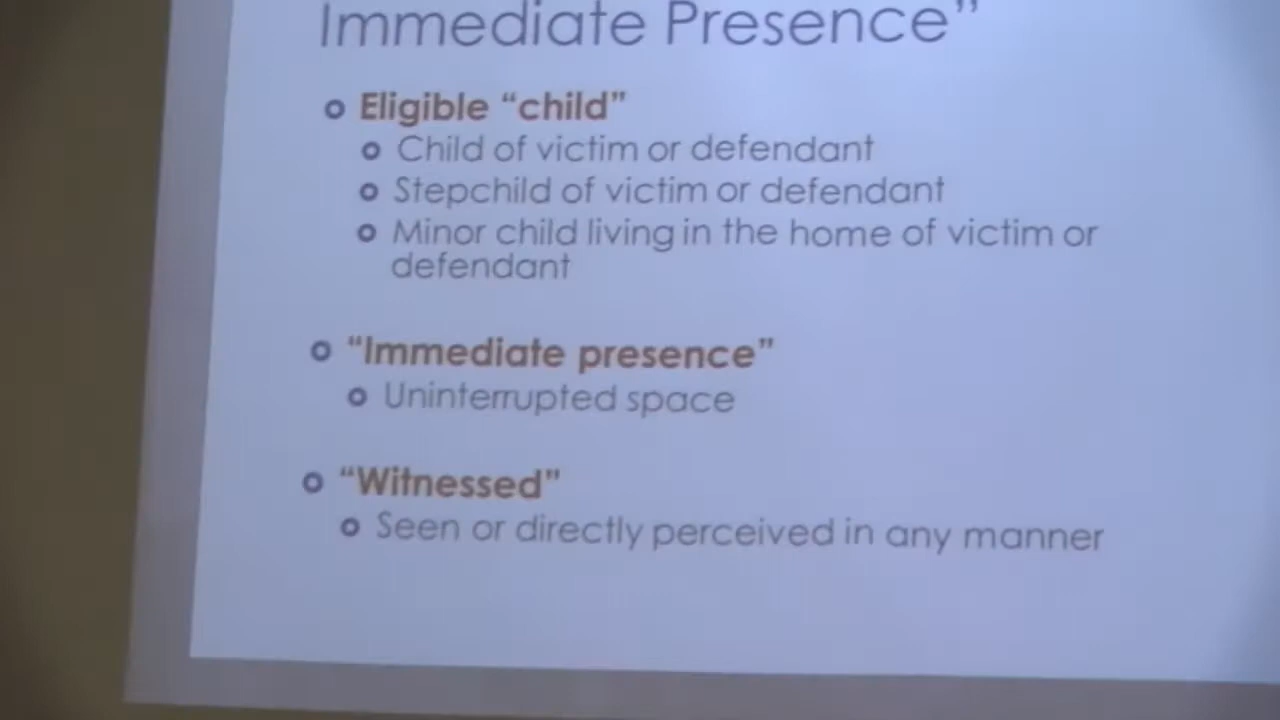 Immediate Presence”
Eligible “child”
Child of victim or defendant
Stepchild of victim or defendant
Minor child living in the home of victim or
defendant
“Immediate presence”
Uninterrupted space
“Witnessed”
Seen or directly perceived in any manner